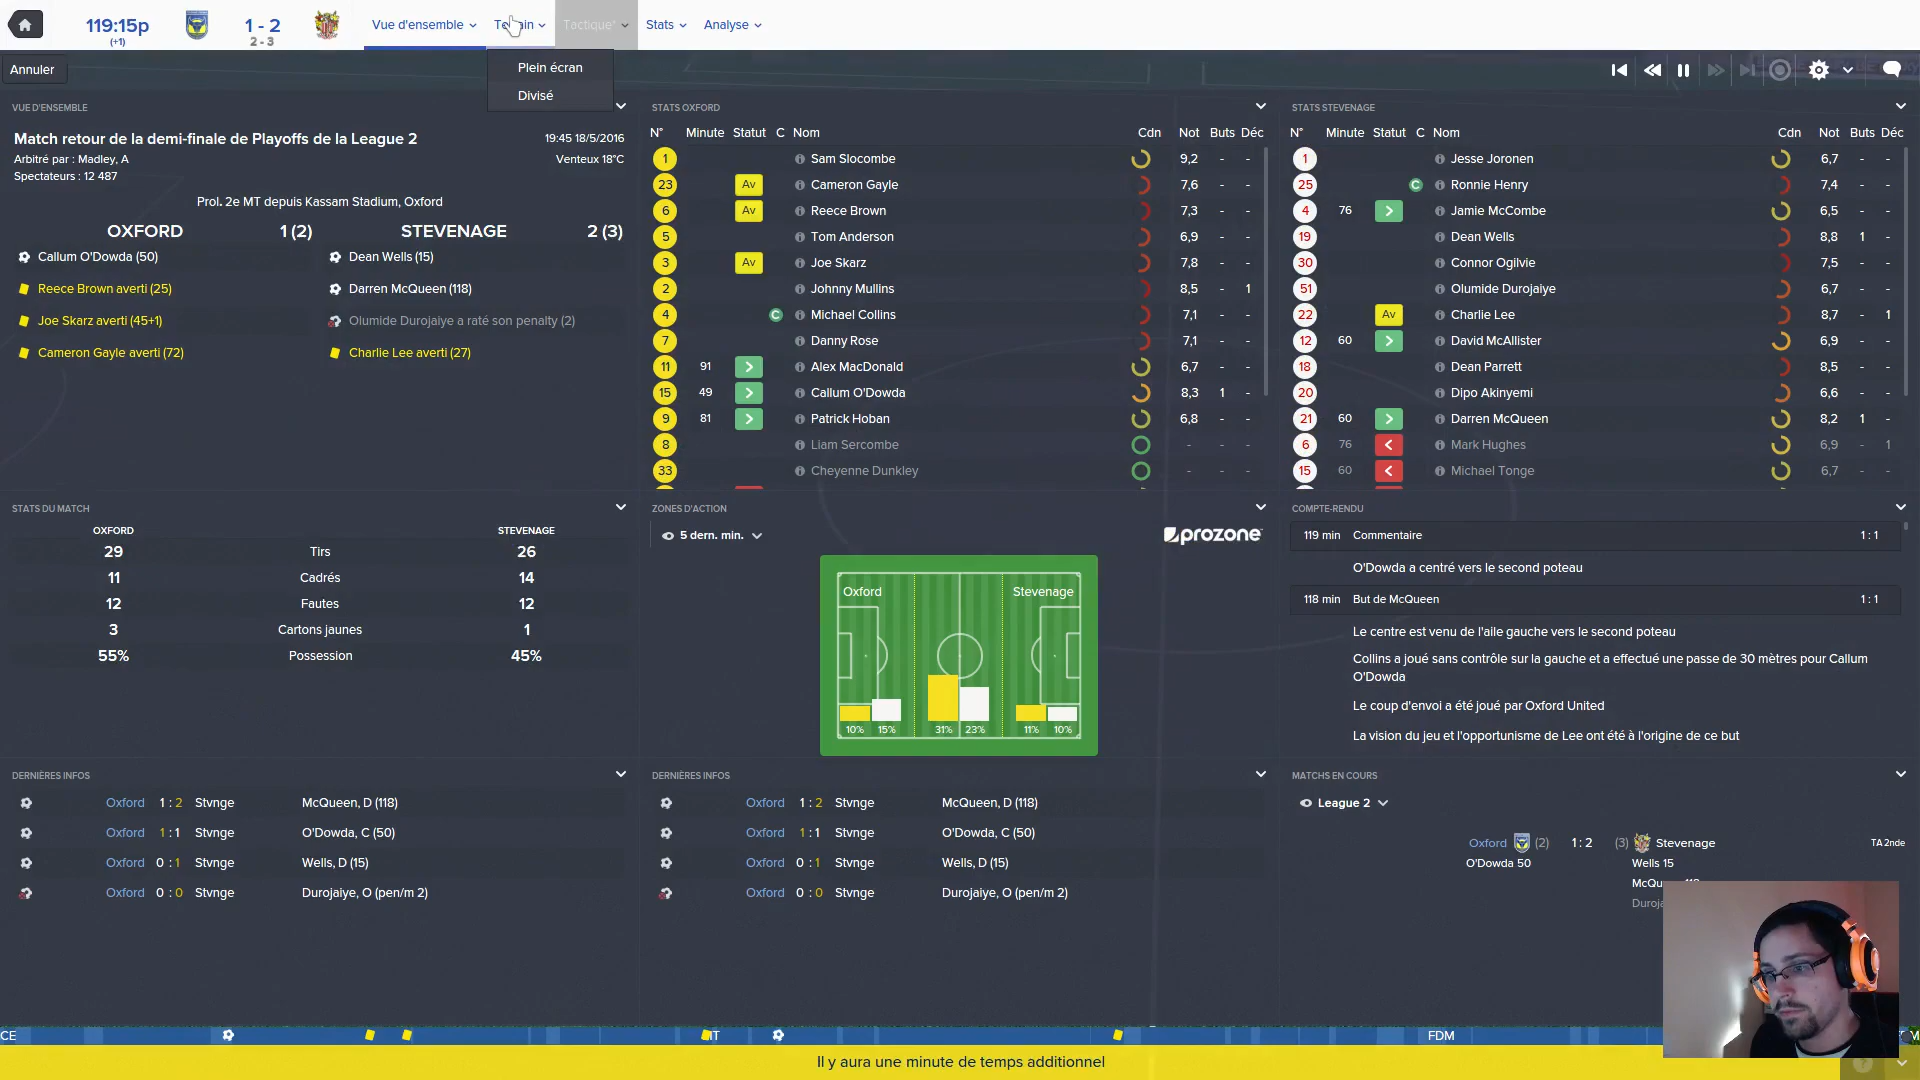 119:15p
(+1)
1 - 2
2 - 3
Vue d'ensemble
Stats
Analyse
Tactique*
Plein écran
Divisé
Annuler
VUE D'ENSEMBLE
Match retour de la demi-finale de Playoffs de la League 2
19:45 18/5/2016
Arbitré par : Madley, A
Venteux 18°C
Spectateurs : 12 487
Prol. 2e MT depuis Kassam Stadium, Oxford
OXFORD 1 (2) STEVENAGE 2 (3)
Callum O'Dowda (50) Dean Wells (15)
Reece Brown averti (25) Darren McQueen (118)
Joe Skarz averti (45+1) Olumide Durojaiye a raté son penalty (2)
Cameron Gayle averti (72) Charlie Lee averti (27)
STATS OXFORD
N° Minute Statut C Nom Cdn Not Buts Déc
1 Sam Slocombe 9,2 - -
23 Av Cameron Gayle 7,6 - -
6 Av Reece Brown 7,3 - -
5 Tom Anderson 6,9 - -
3 Av Joe Skarz 7,8 - -
2 Johnny Mullins 8,5 - 1
4 C Michael Collins 7,1 - -
7 Danny Rose 7,1 - -
11 91 Alex MacDonald 6,7 - -
15 49 Callum O'Dowda 8,3 1 -
9 81 Patrick Hoban 6,8 - -
8 Liam Sercombe - - -
33 Cheyenne Dunkley - - -
STATS STEVENAGE
N° Minute Statut C Nom Cdn Not Buts Déc
1 Jesse Joronen 6,7 - -
25 C Ronnie Henry 7,4 - -
4 76 Jamie McCombe 6,5 - -
19 Dean Wells 8,8 1 -
30 Connor Ogilvie 7,5 - -
51 Olumide Durojaiye 6,7 - -
22 Av Charlie Lee 8,7 - 1
12 60 David McAllister 6,9 - -
18 Dean Parrett 8,5 - -
20 Dipo Akinyemi 6,6 - -
21 60 Darren McQueen 8,2 1 -
6 76 Mark Hughes 6,9 - 1
15 60 Michael Tonge 6,7 - -
STATS DU MATCH
OXFORD STEVENAGE
29 Tirs 26
11 Cadrés 14
12 Fautes 12
3 Cartons jaunes 1
55% Possession 45%
ZONES D'ACTION
5 dern. min.
prozone
Oxford Stevenage
10% 15% 31% 23% 11% 10%
COMPTE-RENDU
119 min Commentaire 1 : 1
O'Dowda a centré vers le second poteau
118 min But de McQueen 1 : 1
Le centre est venu de l'aile gauche vers le second poteau
Collins a joué sans contrôle sur la gauche et a effectué une passe de 30 mètres pour Callum
O'Dowda
Le coup d'envoi a été joué par Oxford United
La vision du jeu et l'opportunisme de Lee ont été à l'origine de ce but
DERNIÈRES INFOS
Oxford 1 : 2 Stvnge McQueen, D (118)
Oxford 1 : 1 Stvnge O'Dowda, C (50)
Oxford 0 : 1 Stvnge Wells, D (15)
Oxford 0 : 0 Stvnge Durojaiye, O (pen/m 2)
DERNIÈRES INFOS
Oxford 1 : 2 Stvnge McQueen, D (118)
Oxford 1 : 1 Stvnge O'Dowda, C (50)
Oxford 0 : 1 Stvnge Wells, D (15)
Oxford 0 : 0 Stvnge Durojaiye, O (pen/m 2)
MATCHS EN COURS
League 2
Oxford (2) 1 : 2 (3) Stevenage TA 2nde
O'Dowda 50 Wells 15
CE
FDM
Il y aura une minute de temps additionnel